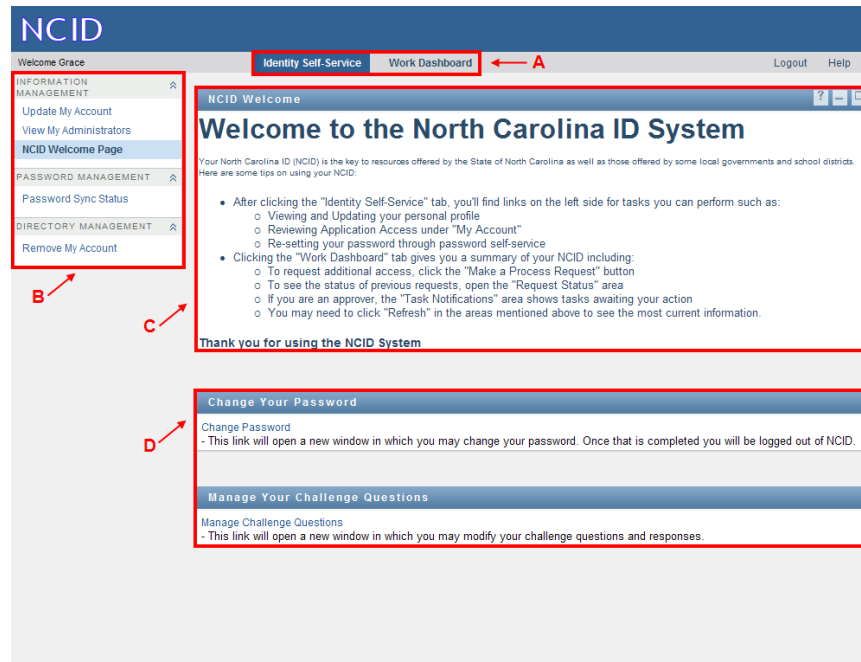 NCID
Welcome Grace
Identity Self-Service Work Dashboard
A
Logout Help
INFORMATION
MANAGEMENT
Update My Account
View My Administrators
NCID Welcome Page
PASSWORD MANAGEMENT
Password Sync Status
DIRECTORY MANAGEMENT
Remove My Account
B
NCID Welcome
?
Welcome to the North Carolina ID System
Your North Carolina ID (NCID) is the key to resources offered by the State of North Carolina as well as those offered by some local governments and school districts.
Here are some tips on using your NCID:
• After clicking the "Identity Self-Service" tab, you'll find links on the left side for tasks you can perform such as:
o Viewing and Updating your personal profile
o Reviewing Application Access under "My Account"
o Re-setting your password through password self-service
• Clicking the "Work Dashboard" tab gives you a summary of your NCID including:
o To request additional access, click the "Make a Process Request" button
o To see the status of previous requests, open the "Request Status" area
o If you are an approver, the "Task Notifications" area shows tasks awaiting your action
o You may need to click "Refresh" in the areas mentioned above to see the most current information.
C
Thank you for using the NCID System
Change Your Password
Change Password
- This link will open a new window in which you may change your password. Once that is completed you will be logged out of NCID.
D
Manage Your Challenge Questions
Manage Challenge Questions
- This link will open a new window in which you may modify your challenge questions and responses.